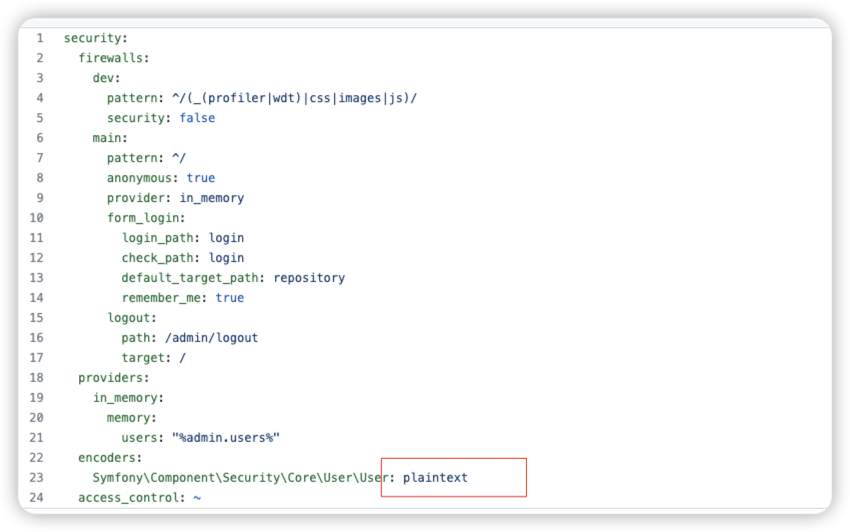 1 security:
2   firewalls:
3     dev:
4       pattern: ^/(_(profiler|wdt)|css|images|js)/
5       security: false
6     main:
7       pattern: ^/
8       anonymous: true
9       provider: in_memory
10       form_login:
11         login_path: login
12         check_path: login
13         default_target_path: repository
14         remember_me: true
15       logout:
16         path: /admin/logout
17         target: /
18   providers:
19     in_memory:
20       memory:
21         users: "%admin.users%"
22   encoders:
23     Symfony\Component\Security\Core\User\User: plaintext
24   access_control: ~